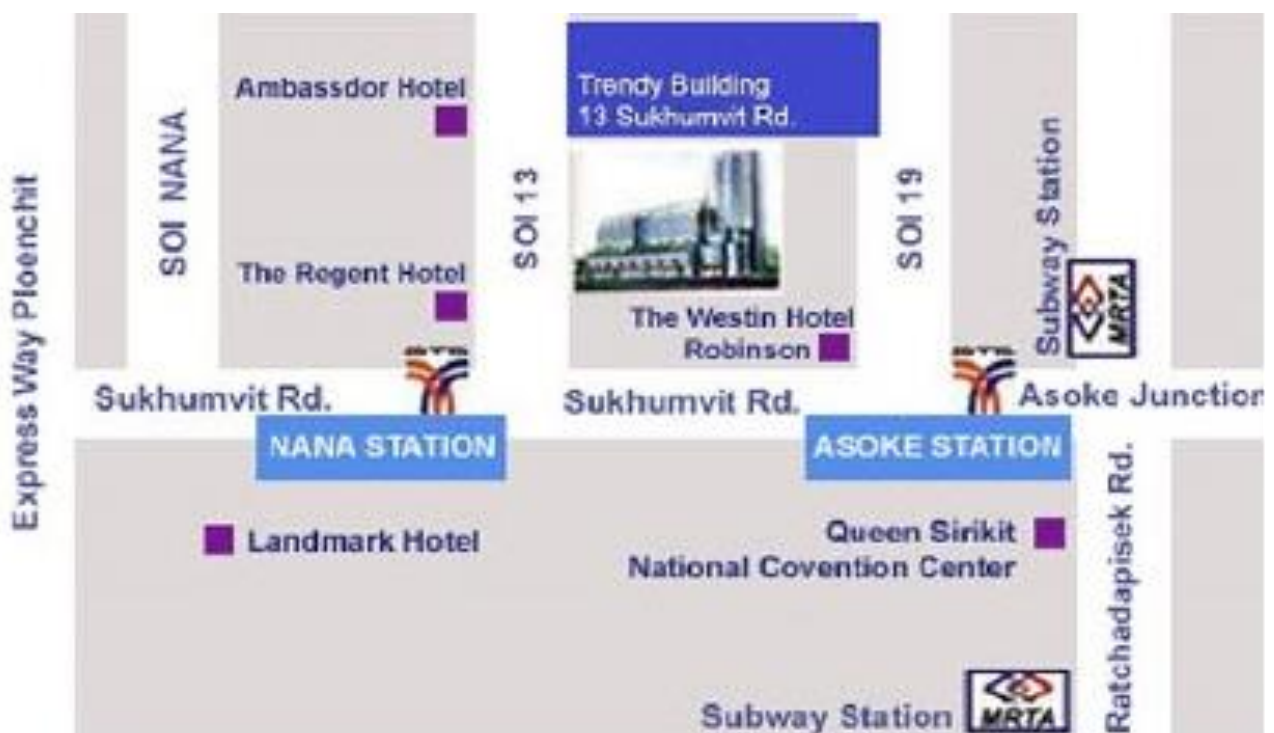 Ambassdor Hotel
Trendy Building
13 Sukhumvit Rd.
Express Way Ploenchit
SOI NANA
SOI 13
SOI 19
Subway Station
MRTA
The Regent Hotel
The Westin Hotel
Robinson
BTS
BTS
Sukhumvit Rd.
Sukhumvit Rd.
Asoke Junction
NANA STATION
ASOKE STATION
Landmark Hotel
Queen Sirikit
National Covention Center
Ratchadapisek Rd.
Subway Station
MRTA